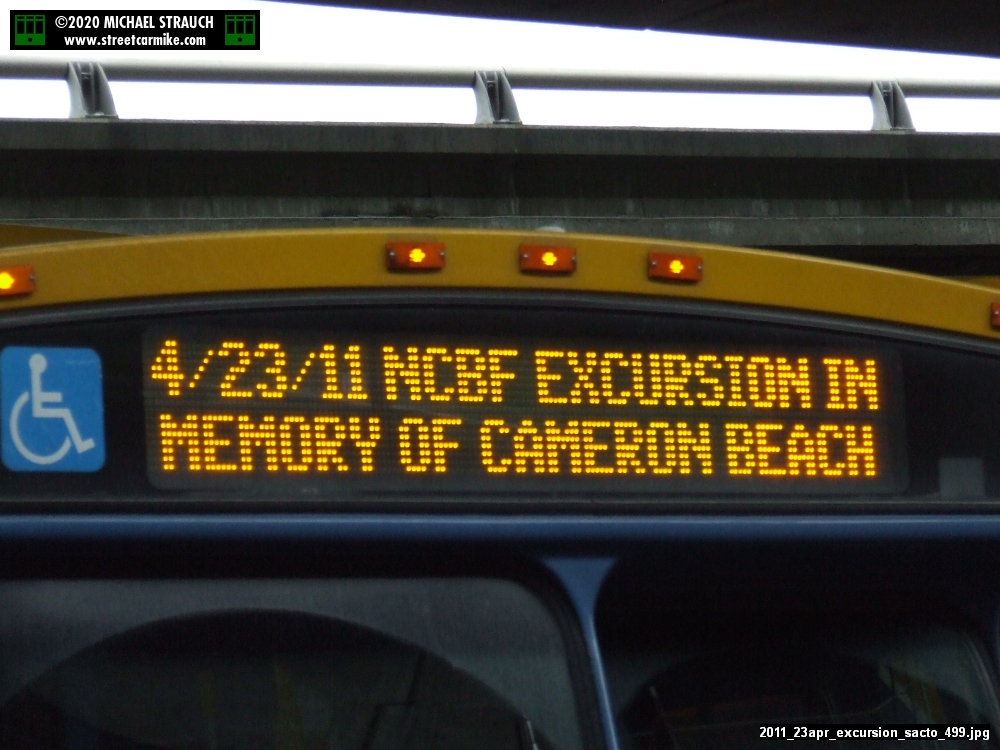 ©2020 MICHAEL STRAUCH
www.streetcarmike.com
4/23/11 NCBF EXCURSION IN
MEMORY OF CAMERON BEACH
2011_23apr_excursion_sacto_499.jpg